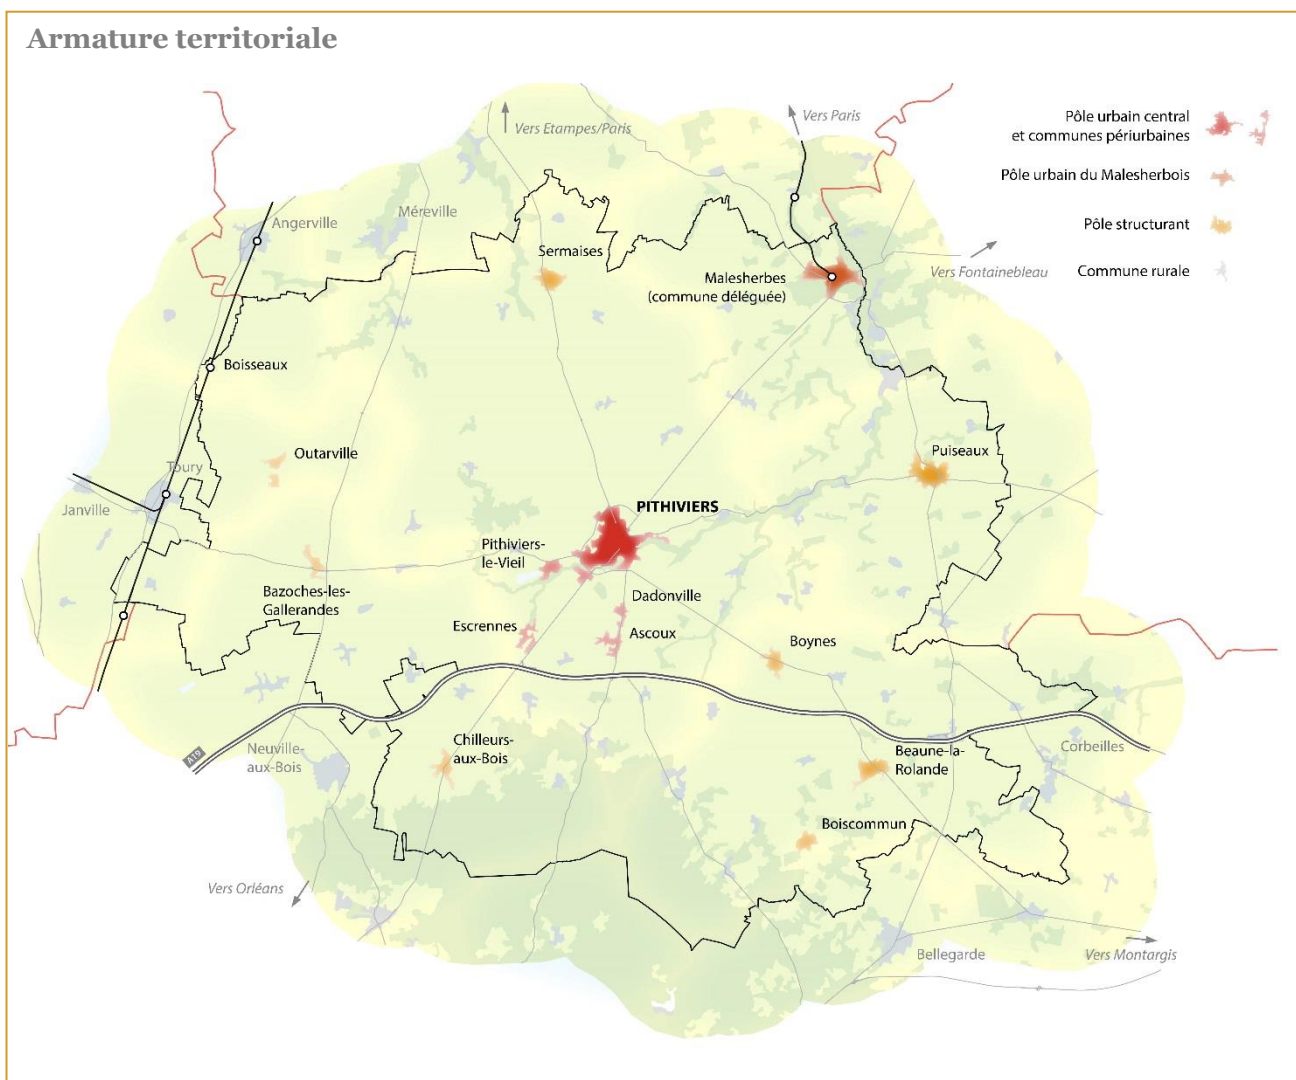 Armature territoriale
Vers Etampes/Paris
Vers Paris
Pôle urbain central
et communes périurbaines
Pôle urbain du Malesherbois
Pôle structurant
Commune rurale
Angerville
Méreville
Sermaises
Malesherbes
(commune déléguée)
Vers Fontainebleau
Boisseaux
Outarville
Puiseaux
Toury
Janville
PITHIVIERS
Pithiviers-
le-Vieil
Bazoches-les-
Gallerandes
Dadonville
Escrennes
Ascoux
Boynes
A19
Neuville-
aux-Bois
Chilleurs-
aux-Bois
Beaune-la-
Rolande
Corbeilles
Boiscommun
Vers Orléans
Bellegarde
Vers Montargis